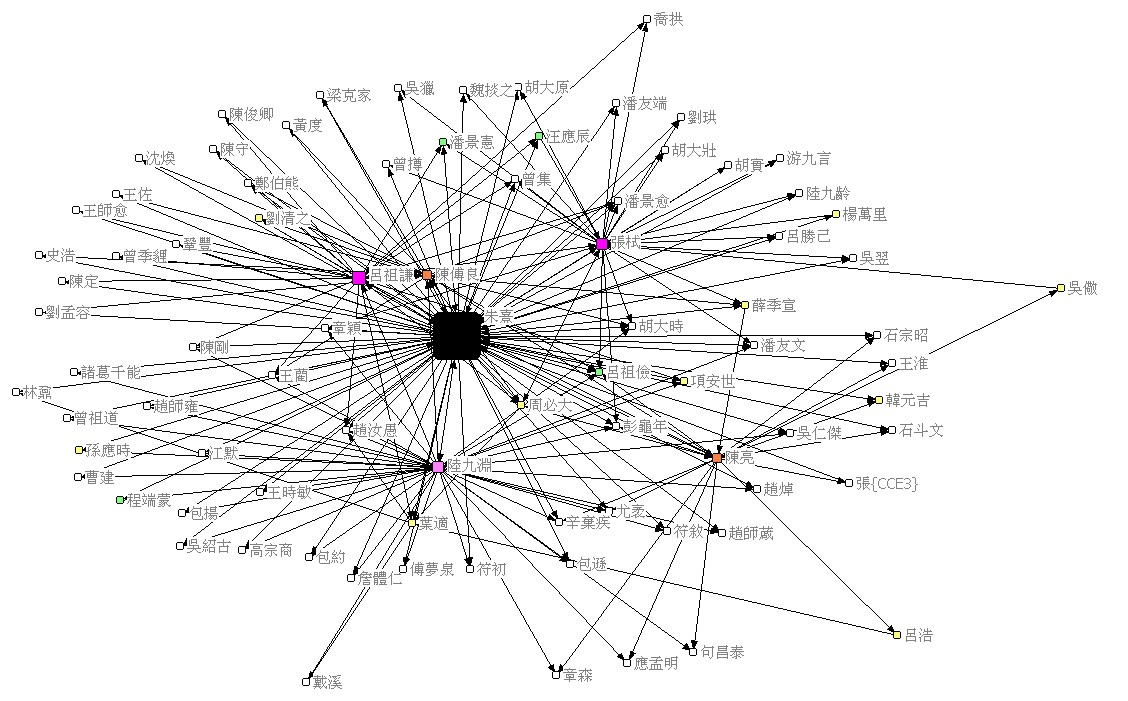 喬拱
梁克家
吳獵
魏掞之
胡大原
潘友端
陳俊卿
黃度
劉珙
潘景憲
汪應辰
陳守
胡大壯
沈煥
曾撙
胡實
游九言
鄭伯熊
曾集
王佐
陸九齡
潘景愈
王師愈
劉清之
楊萬里
呂勝己
鞏豐
張栻
史浩
曾季貍
吳翌
呂祖謙
陳傅良
陳定
吳儆
薛季宣
劉孟容
朱熹
章穎
胡大時
石宗昭
陳剛
潘友文
王淮
諸葛千能
王藺
呂祖儉
項安世
林鼐
韓元吉
趙師雍
周必大
曾祖道
趙汝愚
彭龜年
吳仁傑
石斗文
孫應時
江默
陳亮
陸九淵
曹建
張{CCE3}
王時敏
趙焯
程端蒙
包揚
尤袤
葉適
辛棄疾
符敘
趙師蒧
吳紹古
高宗商
包約
包遜
詹體仁
傅夢泉
符初
呂浩
句昌泰
應孟明
章森
戴溪